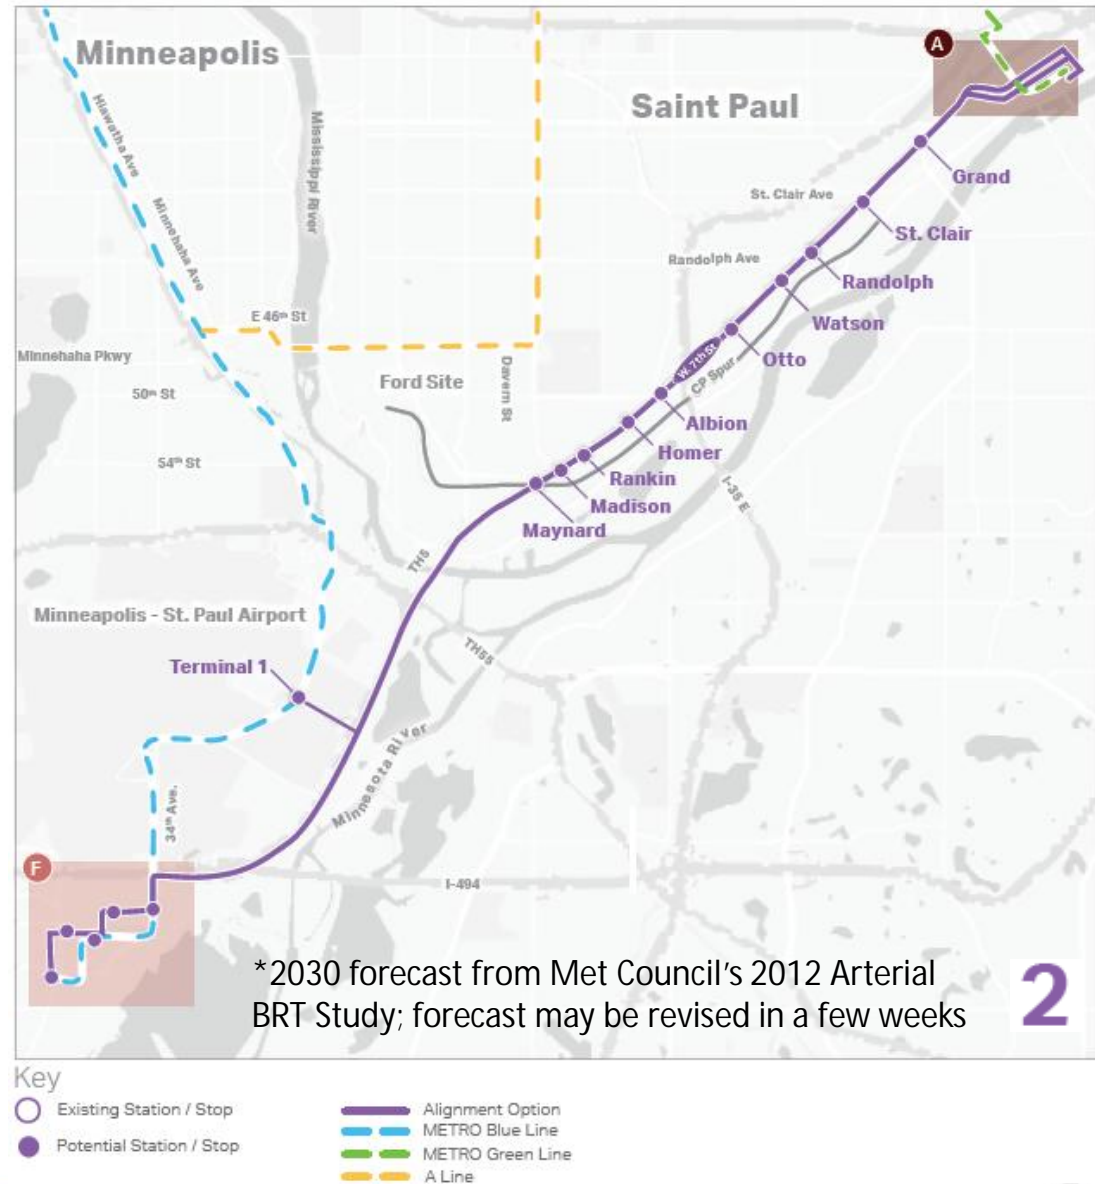 Minneapolis
A
Saint Paul
Hiawatha Ave
Mississippi River
Grand
St. Clair Ave
Minnehaha Ave
St. Clair
Randolph Ave
Randolph
E 46th St
Watson
Minnehaha Pkwy
W. 7th St
Otto
CP Spur
Ford Site
Davern St
50th St
Albion
Homer
54th St
Rankin
I-35 E
Madison
Maynard
TH5
Minneapolis - St. Paul Airport
TH55
Terminal 1
Minnesota River
34th Ave.
F
I-494
*2030 forecast from Met Council's 2012 Arterial
BRT Study; forecast may be revised in a few weeks
2
Key
Existing Station / Stop
Potential Station / Stop
Alignment Option
METRO Blue Line
METRO Green Line
A Line